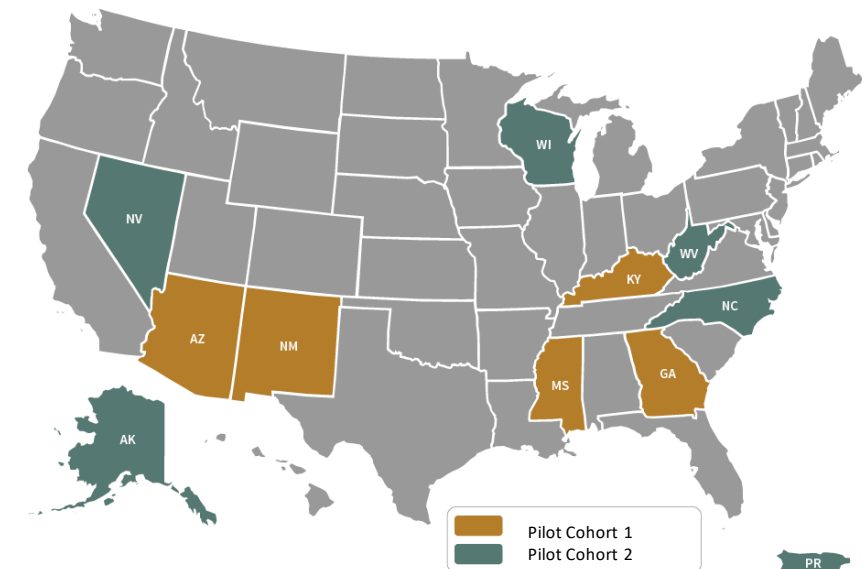 WI
NV
WV
KY
NC
AZ
NM
GA
MS
AK
Pilot Cohort 1
Pilot Cohort 2
PR